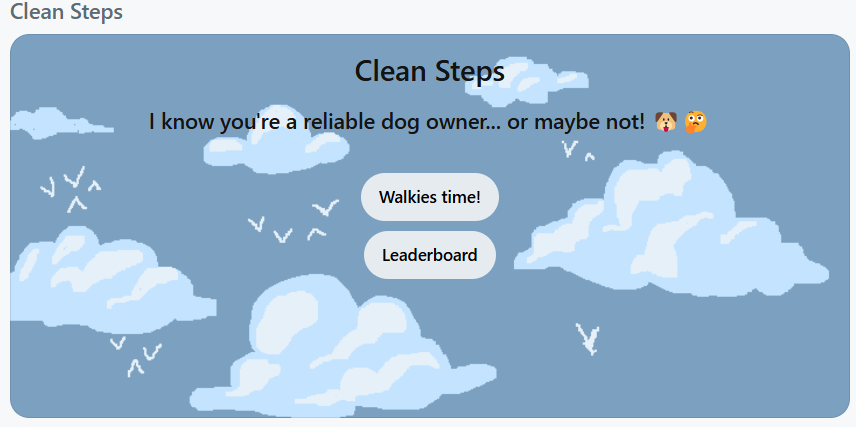 Clean Steps
Clean Steps
I know you're a reliable dog owner... or maybe not! 🐶 🤔
Walkies time!
Leaderboard